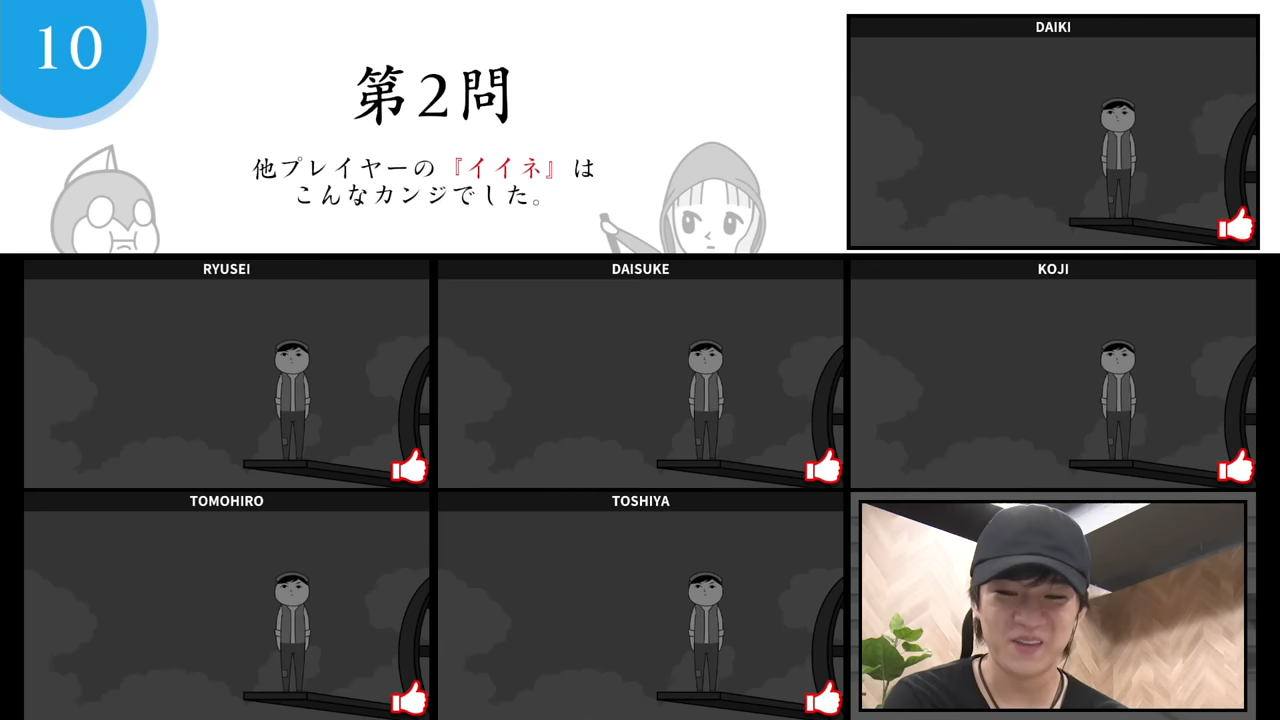 10
第2問
他プレイヤーの『イイネ』は
こんなカンジでした。
DAIKI
RYUSEI
DAISUKE
KOJI
TOMOHIRO
TOSHIYA